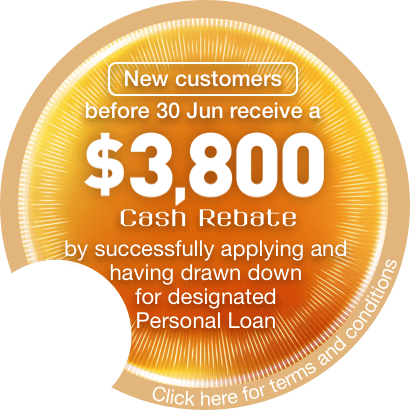 New customers
before 30 Jun receive a
$3,800
Cash Rebate
by successfully applying and
having drawn down
for designated
Personal Loan
Click here for terms and conditions